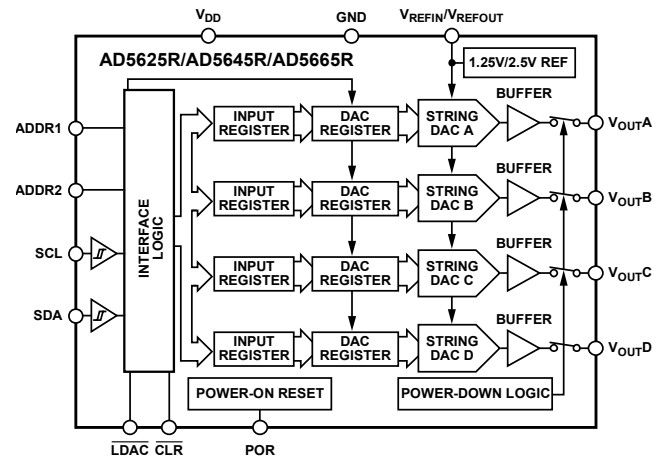 VDD
GND
VREFIN/VREFOUT
AD5625R/AD5645R/AD5665R
1.25V/2.5V REF
ADDR1
ADDR2
SCL
SDA
INTERFACE
LOGIC
INPUT
REGISTER
DAC
REGISTER
STRING
DAC A
BUFFER
VOUTA
INPUT
REGISTER
DAC
REGISTER
STRING
DAC B
BUFFER
VOUTB
INPUT
REGISTER
DAC
REGISTER
STRING
DAC C
BUFFER
VOUTC
INPUT
REGISTER
DAC
REGISTER
STRING
DAC D
BUFFER
VOUTD
POWER-ON RESET
POWER-DOWN LOGIC
LDAC CLR
POR